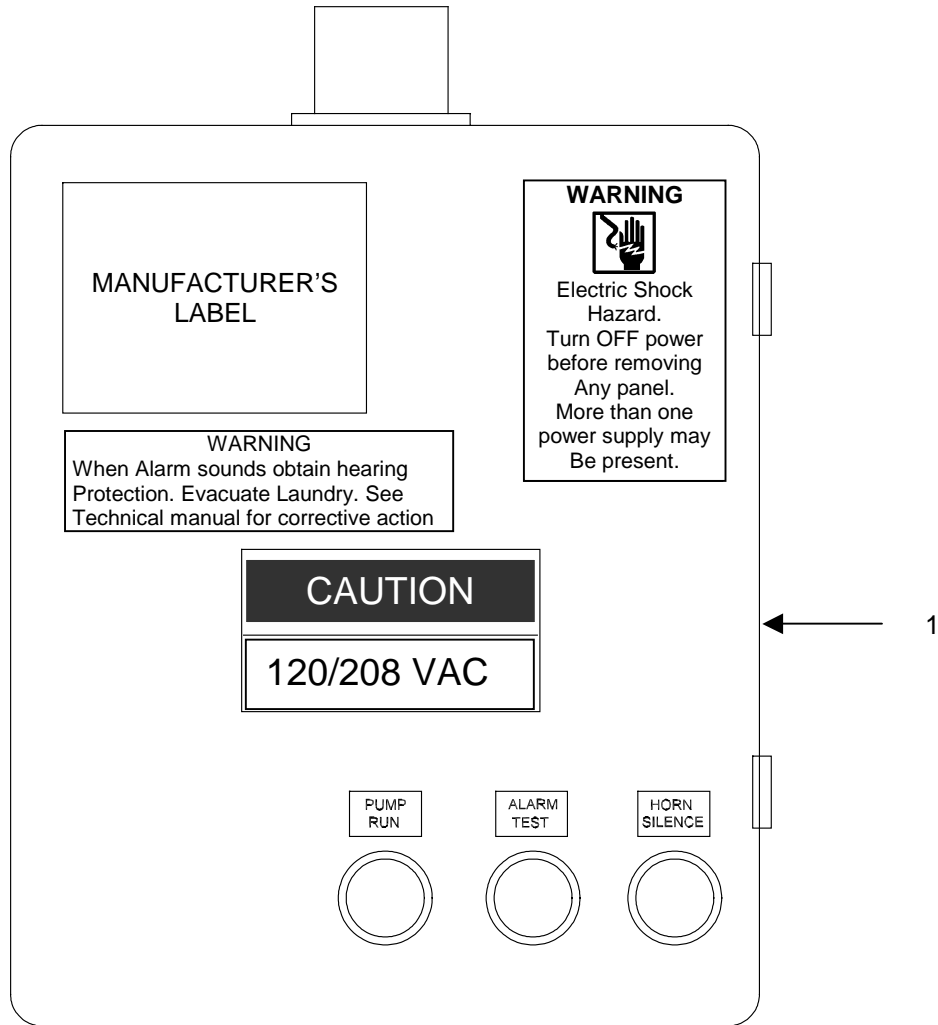 MANUFACTURER'S
LABEL
WARNING
Electric Shock
Hazard.
Turn OFF power
before removing
Any panel.
More than one
power supply may
Be present.
WARNING
When Alarm sounds obtain hearing
Protection. Evacuate Laundry. See
Technical manual for corrective action
CAUTION
120/208 VAC
1
PUMP
RUN
ALARM
TEST
HORN
SILENCE